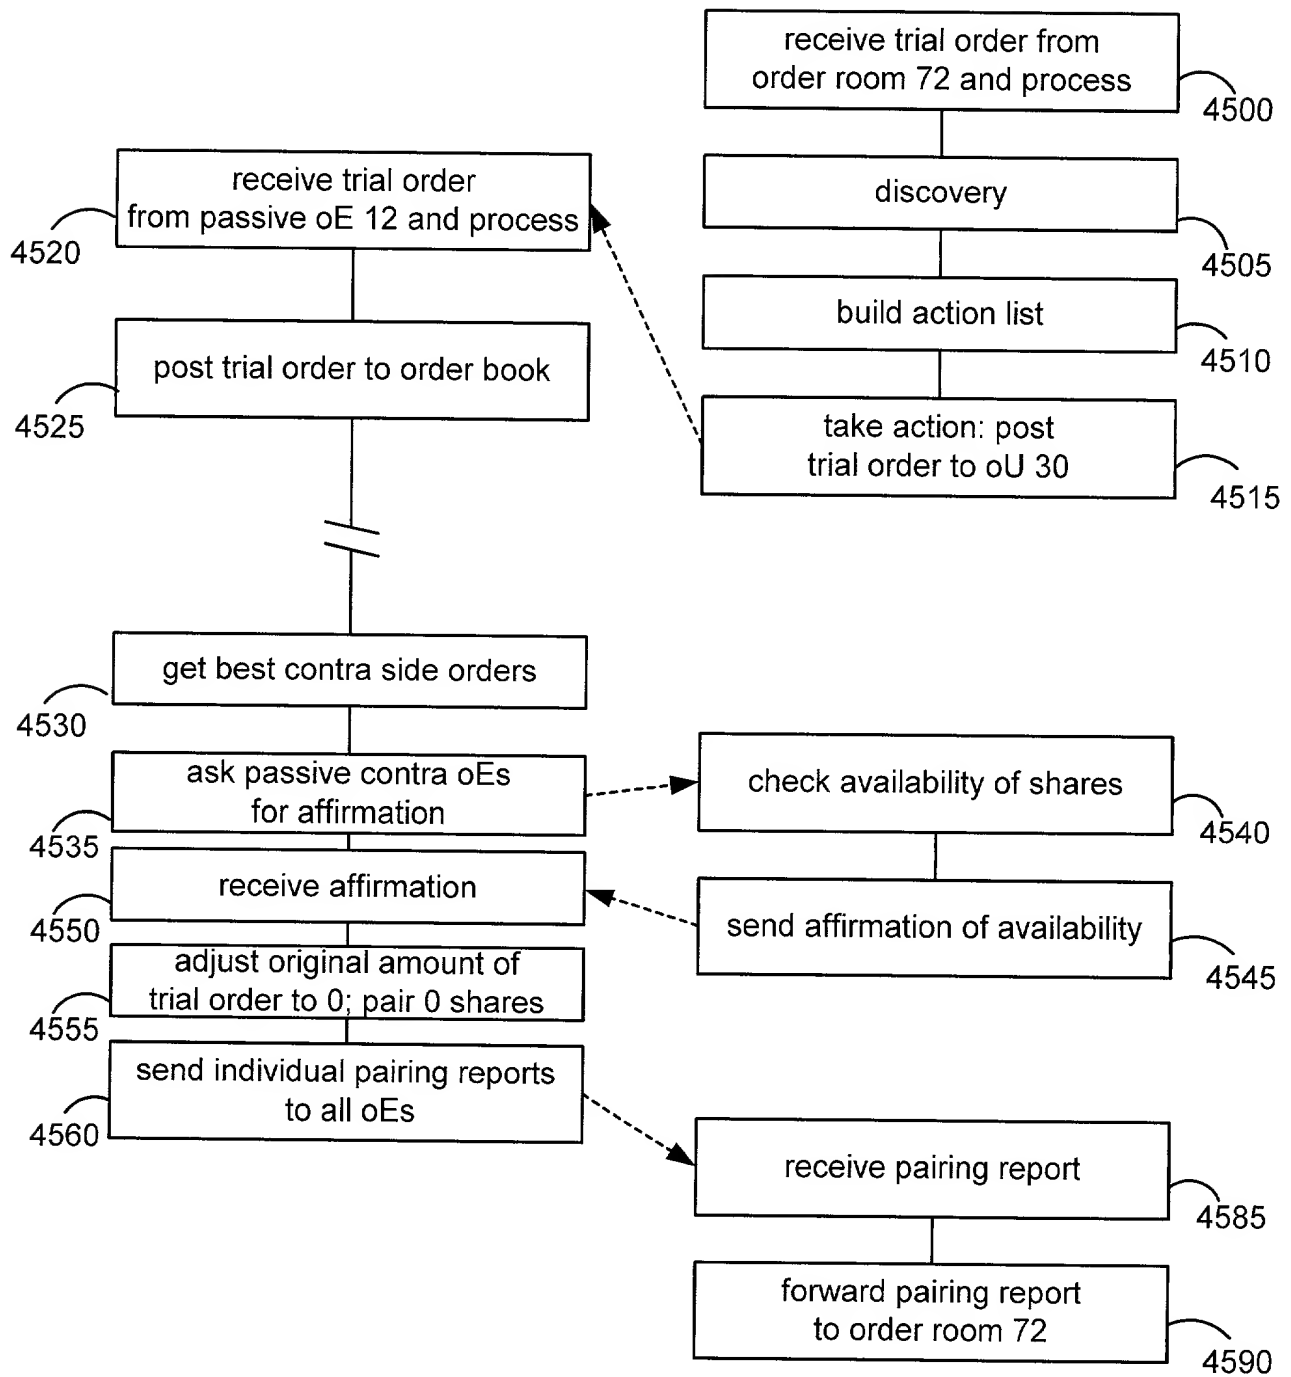 receive trial order from
order room 72 and process
4500
discovery
4505
build action list
4510
take action: post
trial order to oU 30
4515
receive trial order
from passive oE 12 and process
4520
post trial order to order book
4525
get best contra side orders
4530
ask passive contra oEs
for affirmation
4535
check availability of shares
4540
send affirmation of availability
4545
receive affirmation
4550
adjust original amount of
trial order to 0; pair 0 shares
4555
send individual pairing reports
to all oEs
4560
receive pairing report
4585
forward pairing report
to order room 72
4590